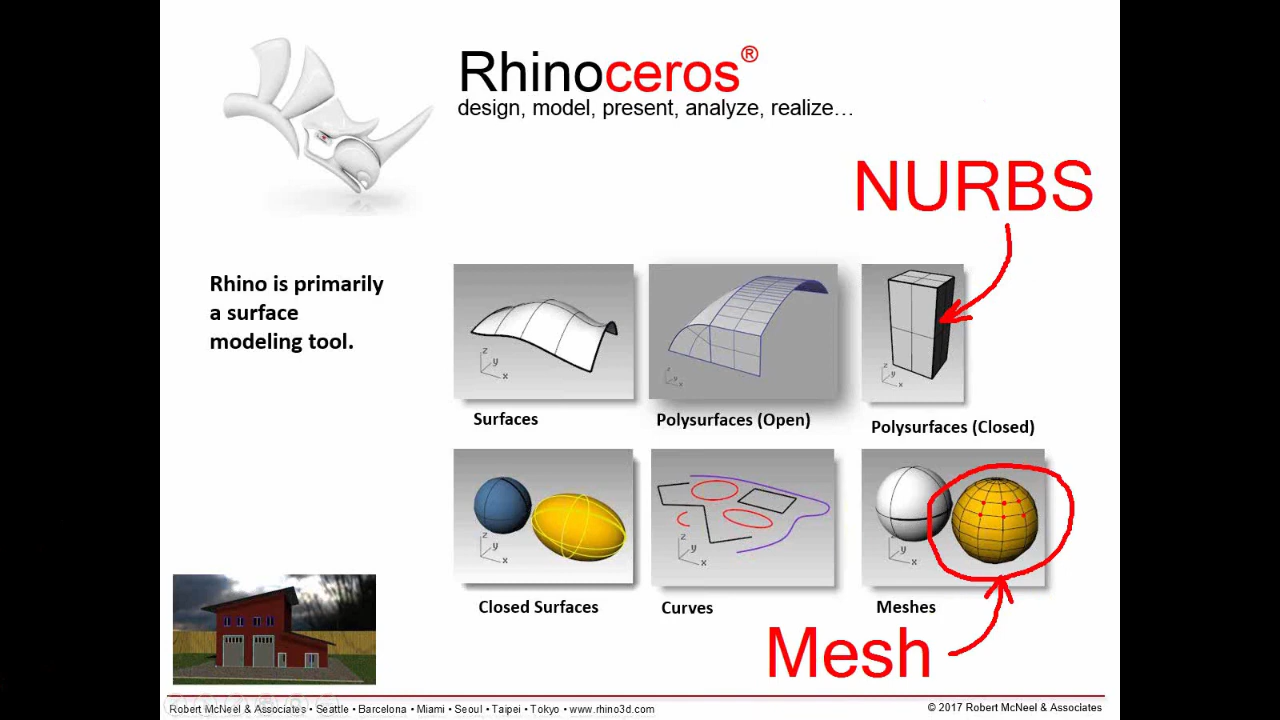 Rhinoceros®
design, model, present, analyze, realize…
NURBS
Rhino is primarily
a surface
modeling tool.
z
y
x
z
y
x
z
y
x
Surfaces
Polysurfaces (Open)
Polysurfaces (Closed)
z
y
x
z
y
x
z
y
x
Closed Surfaces
Curves
Meshes
Mesh
Robert McNeel & Associates • Seattle • Barcelona • Miami • Seoul • Taipei • Tokyo • www.rhino3d.com
© 2017 Robert McNeel & Associates